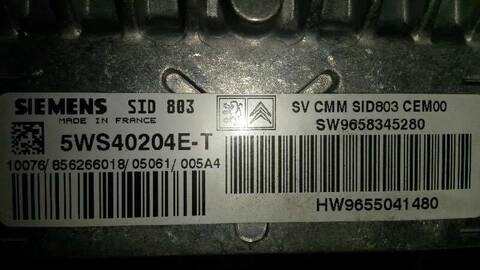 SIEMENS SID 803
MADE IN FRANCE
5WS40204E-T
10076/856266018/05061/005A4
SV CMM SID803 CEM00
SW9658345280
HW9655041480